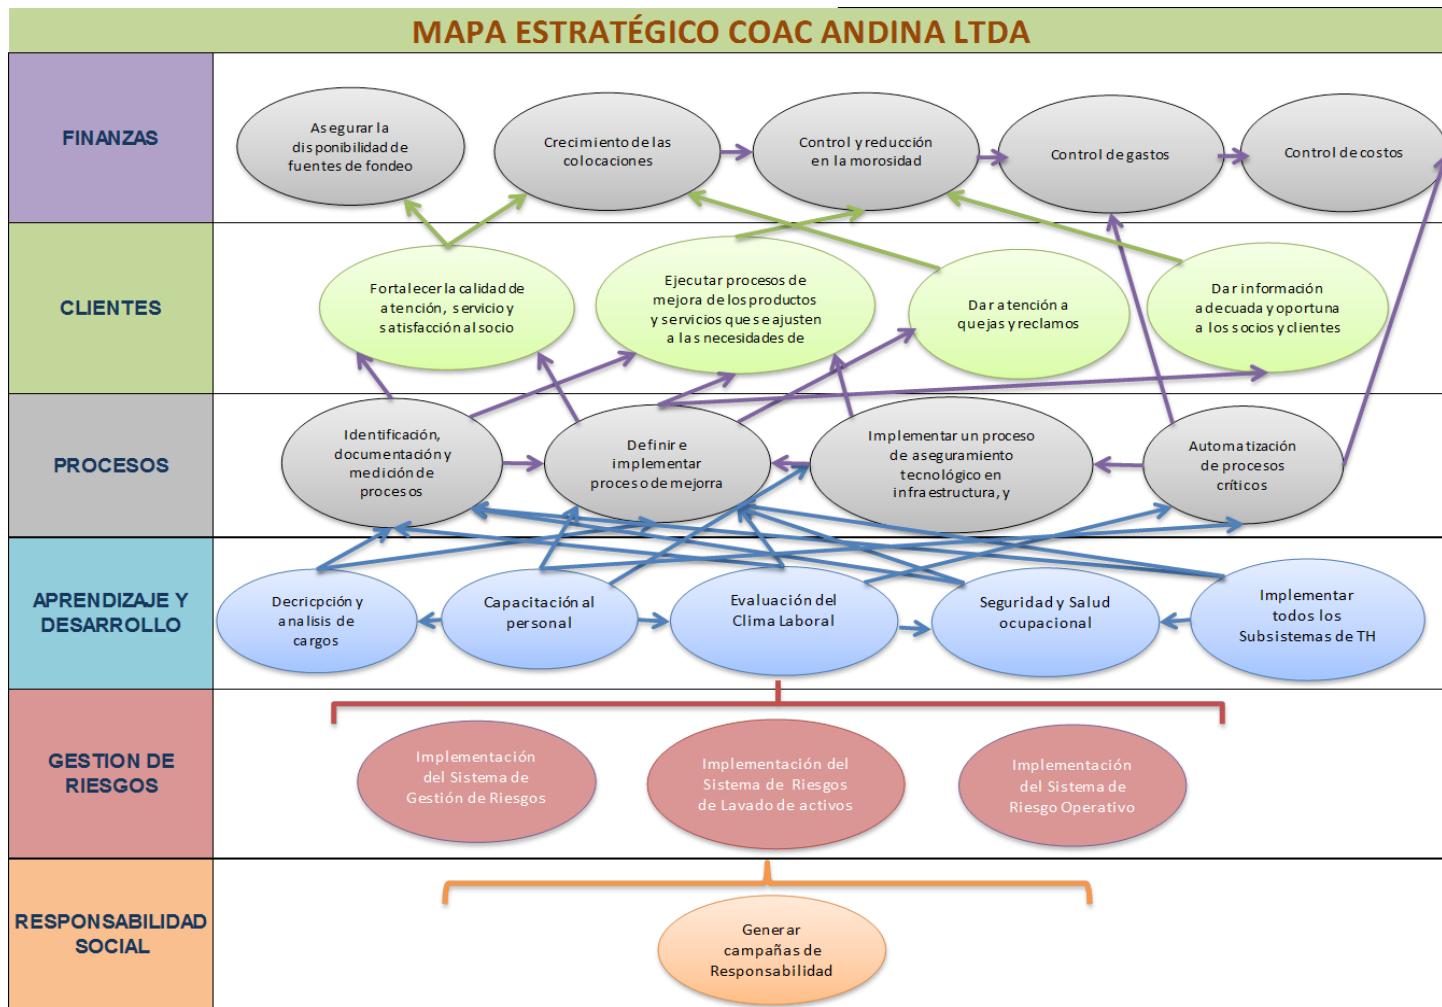 MAPA ESTRATÉGICO COAC ANDINA LTDA
FINANZAS
Asegurar la
disponibilidad de
fuentes de fondeo
Crecimiento de las
colocaciones
Control y reducción
en la morosidad
Control de gastos
Control de costos
CLIENTES
Fortalecer la calidad de
atención, servicio y
satisfacción al socio
Ejecutar procesos de
mejora de los productos
y servicios que se ajusten
a las necesidades de
Dar atención a
quejas y reclamos
Dar información
adecuada y oportuna
a los socios y clientes
PROCESOS
Identificación,
documentación y
medición de
procesos
Definir e
implementar
proceso de mejorra
Implementar un proceso
de aseguramiento
tecnológico en
infraestructura, y
Automatización
de procesos
críticos
APRENDIZAJE Y
DESARROLLO
Decricpción y
analisis de
cargos
Capacitación al
personal
Evaluación del
Clima Laboral
Seguridad y Salud
ocupacional
Implementar
todos los
Subsistemas de TH
GESTION DE
RIESGOS
Implementación
del Sistema de
Gestión de Riesgos
Implementación del
Sistema de Riesgos
de Lavado de activos
Implementación
del Sistema de
Riesgo Operativo
RESPONSABILIDAD
SOCIAL
Generar
campañas de
Responsabilidad